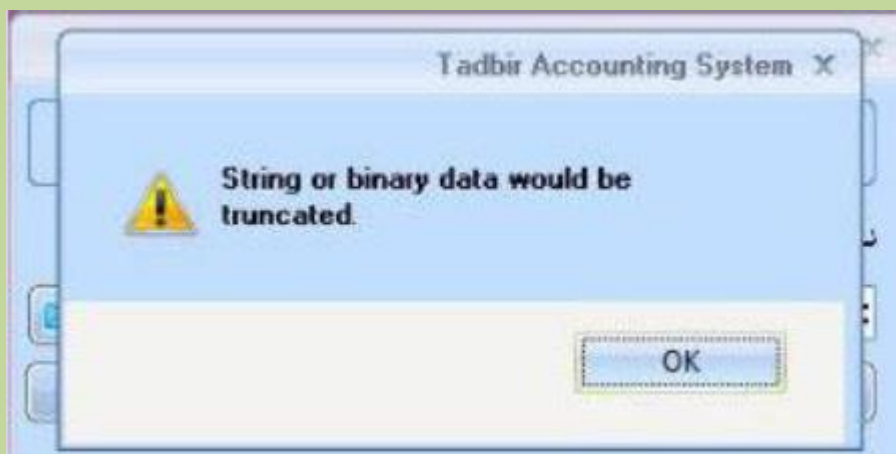 Tadbir Accounting System
String or binary data would be
truncated.
OK